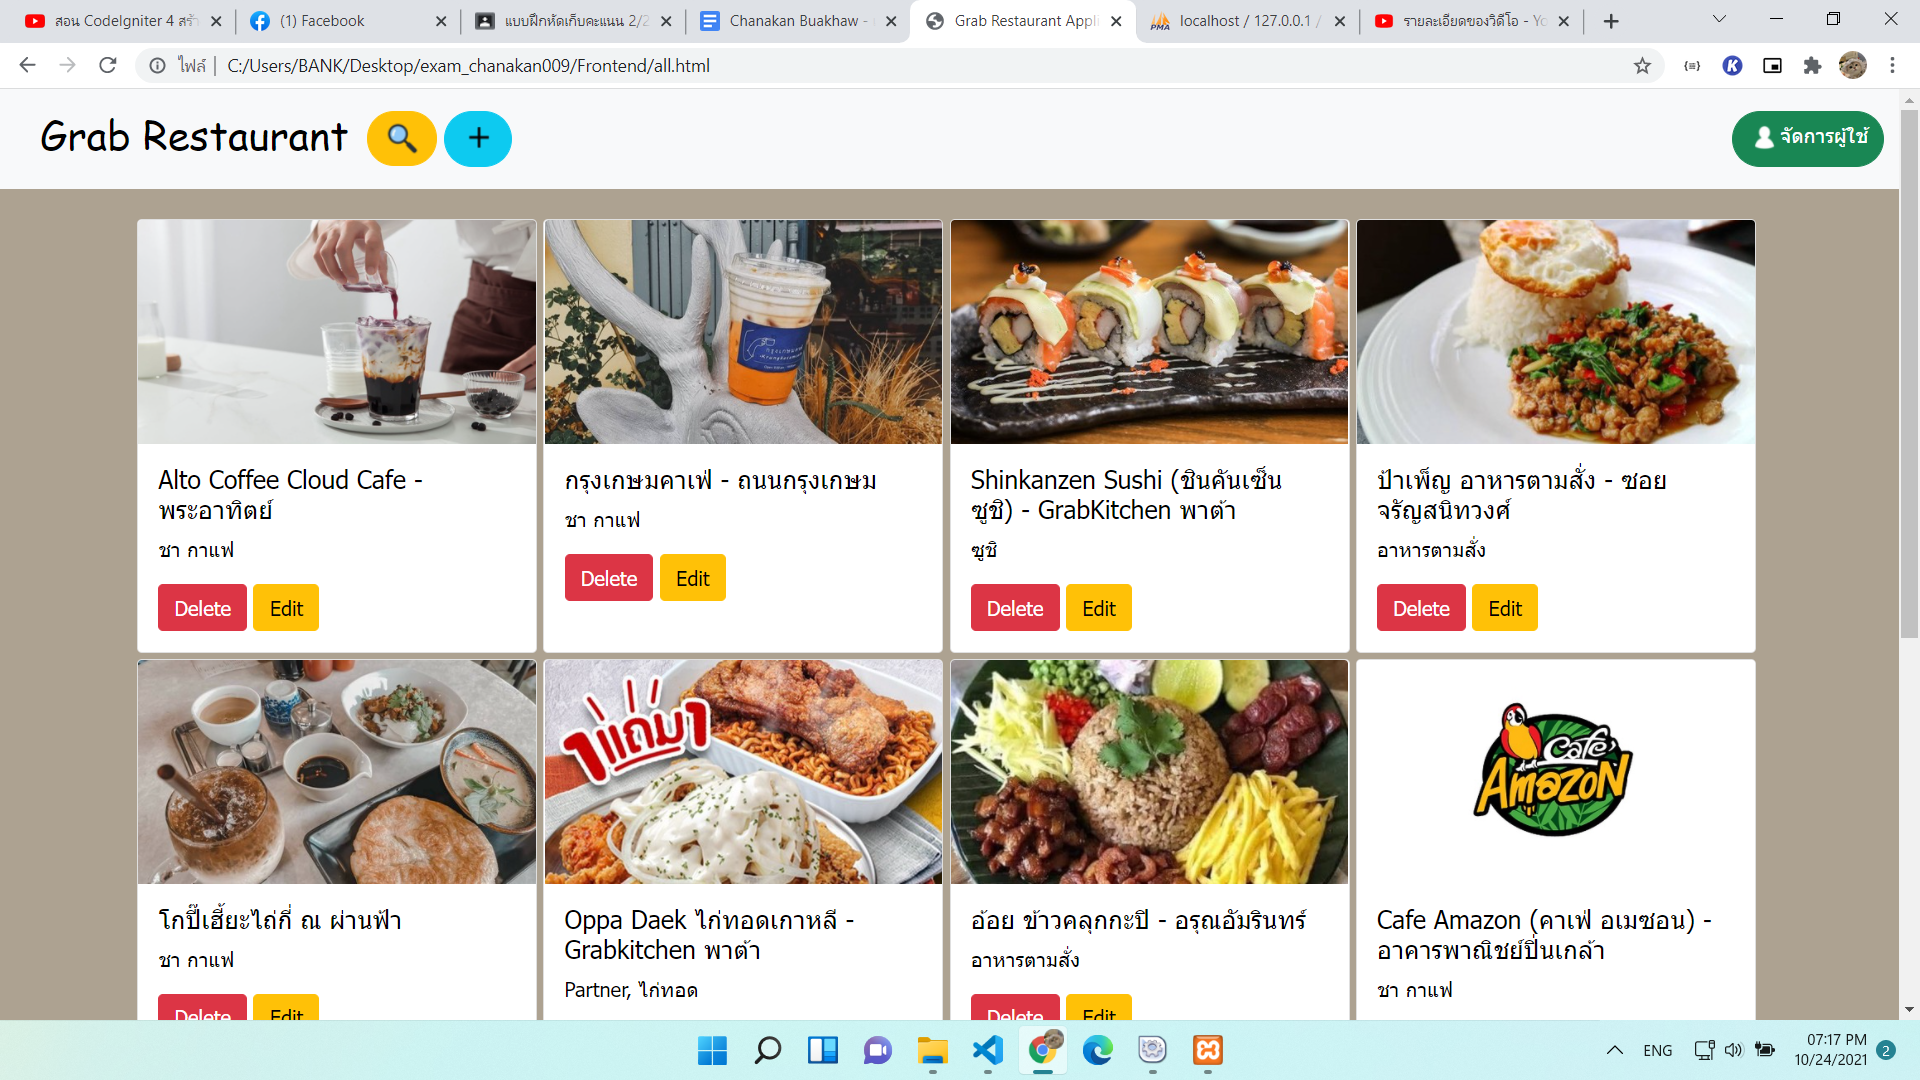 สอน CodeIgniter 4 สร้า
(1) Facebook
แบบฝึกหัดเก็บคะแนน 2/2
Chanakan Buakhaw -
Grab Restaurant Appli
localhost / 127.0.0.1 /
รายละเอียดของวิดีโอ - Yo
ไฟล์ C:/Users/BANK/Desktop/exam_chanakan009/Frontend/all.html
Grab Restaurant
+
จัดการผู้ใช้
Alto Coffee Cloud Cafe -
พระอาทิตย์
ชา กาแฟ
Delete Edit
กรุงเกษมคาเฟ่ - ถนนกรุงเกษม
ชา กาแฟ
Delete Edit
Shinkanzen Sushi (ชินคันเซ็น
ซูชิ) - GrabKitchen พาต้า
ซูชิ
Delete Edit
ป้าเพ็ญ อาหารตามสั่ง - ซอย
จรัญสนิทวงศ์
อาหารตามสั่ง
Delete Edit
โกปี๊เฮี้ยะไถ่กี่ ณ ผ่านฟ้า
ชา กาแฟ
Delete Edit
1แถม1
Oppa Daek ไก่ทอดเกาหลี -
Grabkitchen พาต้า
Partner, ไก่ทอด
อ้อย ข้าวคลุกกะปิ - อรุณอัมรินทร์
อาหารตามสั่ง
Delete Edit
Café
AmazoN
Cafe Amazon (คาเฟ่ อเมซอน) -
อาคารพาณิชย์ปิ่นเกล้า
ชา กาแฟ
ENG
07:17 PM
10/24/2021
2